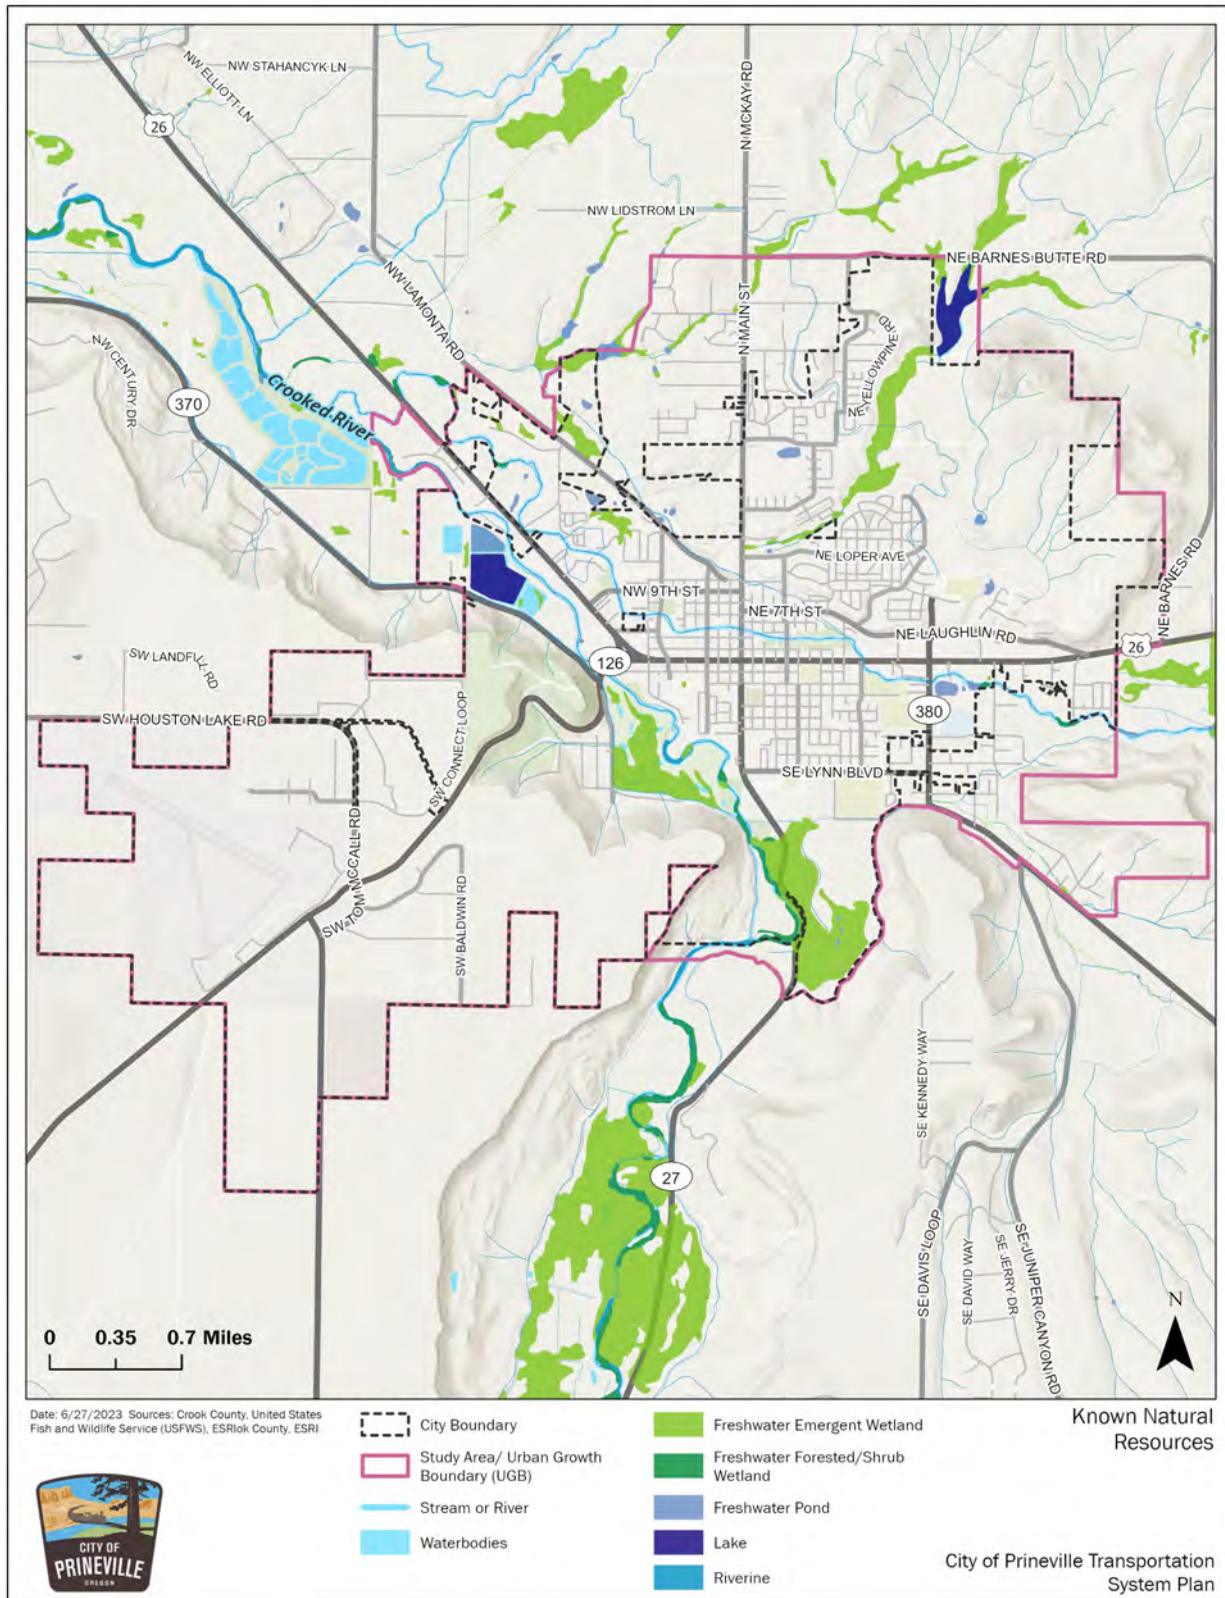 NW STAHANCYK LN
NW ELLIOTT LN
26
N MCKAY RD
NW LIDSTROM LN
NE BARNES BUTTE RD
NW LAMONTA RD
N MAIN ST
NW CENTURY DR
370
Crooked River
NE YELLOWPINE RD
NE LOPER AVE
NE BARNES RD
NW 9TH ST
NE 7TH ST
NE LAUGHLIN RD
26
126
SW LANDFILL RD
380
SW HOUSTON LAKE RD
SW CONNECT LOOP
SE LYNN BLVD
SW TOM MCCALL RD
SW BALDWIN RD
SE KENNEDY WAY
27
SE DAVIS LOOP
SE DAVID WAY
SE JERRY DR
SE JUNIPER CANYON RD
N
0 0.35 0.7 Miles
Date: 6/27/2023 Sources: Crook County, United States
Fish and Wildlife Service (USFWS), ESRIok County, ESRI
CITY OF
PRINEVILLE
OREGON
City Boundary
Study Area/ Urban Growth
Boundary (UGB)
Stream or River
Waterbodies
Freshwater Emergent Wetland
Freshwater Forested/Shrub
Wetland
Freshwater Pond
Lake
Riverine
Known Natural
Resources
City of Prineville Transportation
System Plan